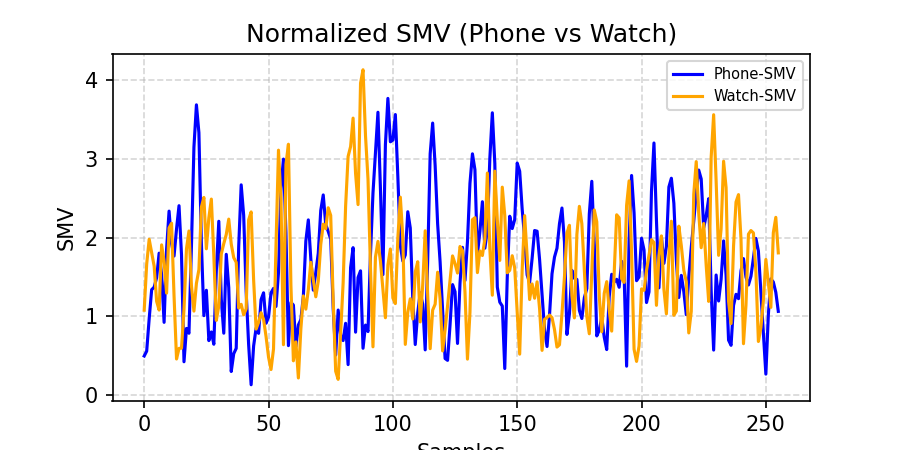 Normalized SMV (Phone vs Watch)
Phone-SMV
Watch-SMV
SMV
4
3
2
1
0
0 50 100 150 200 250
Samples